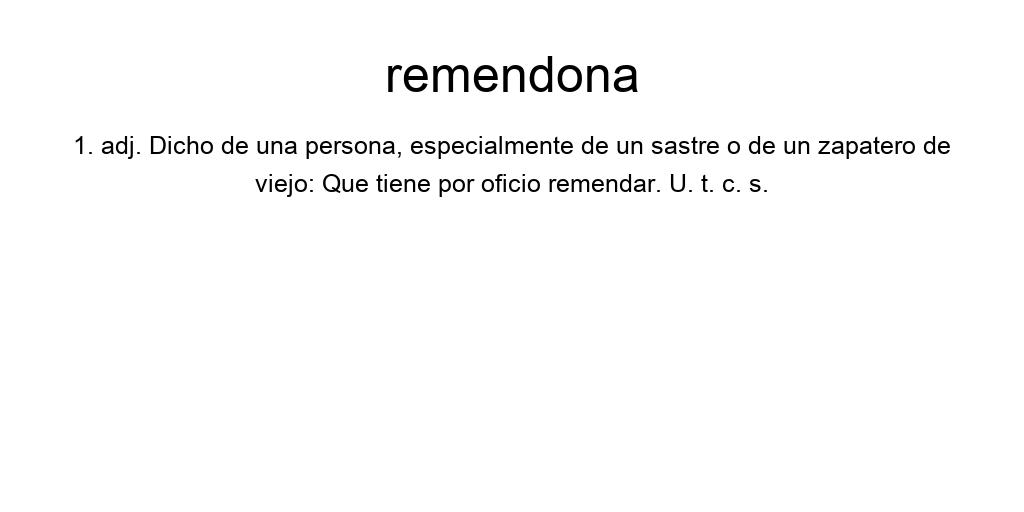 remendona
1. adj. Dicho de una persona, especialmente de un sastre o de un zapatero de
viejo: Que tiene por oficio remendar. U. t. c. s.